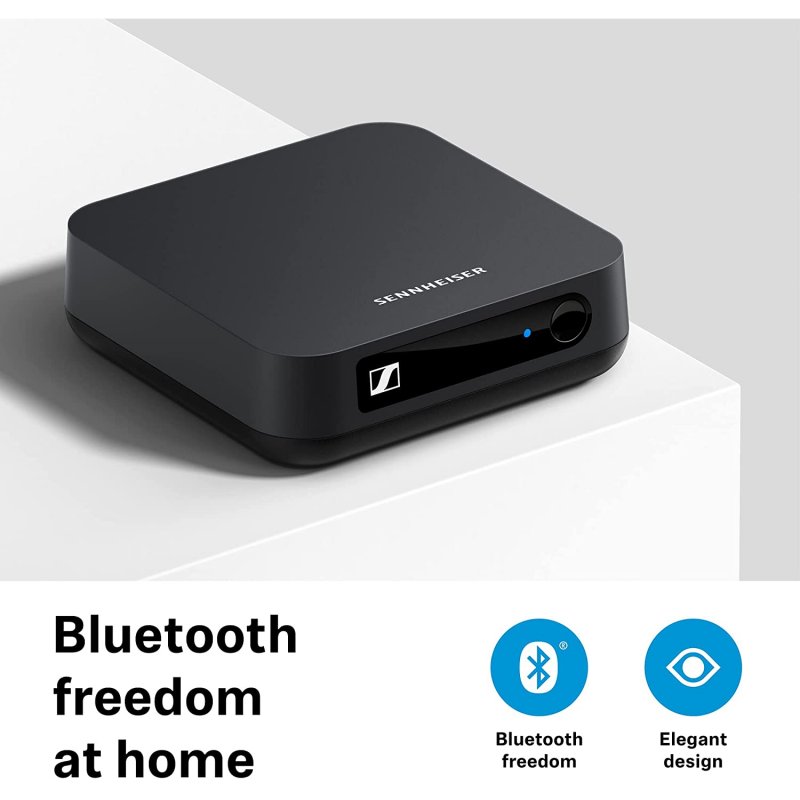 SENNHEISER
Bluetooth
freedom
at home
®
Bluetooth
freedom
Elegant
design